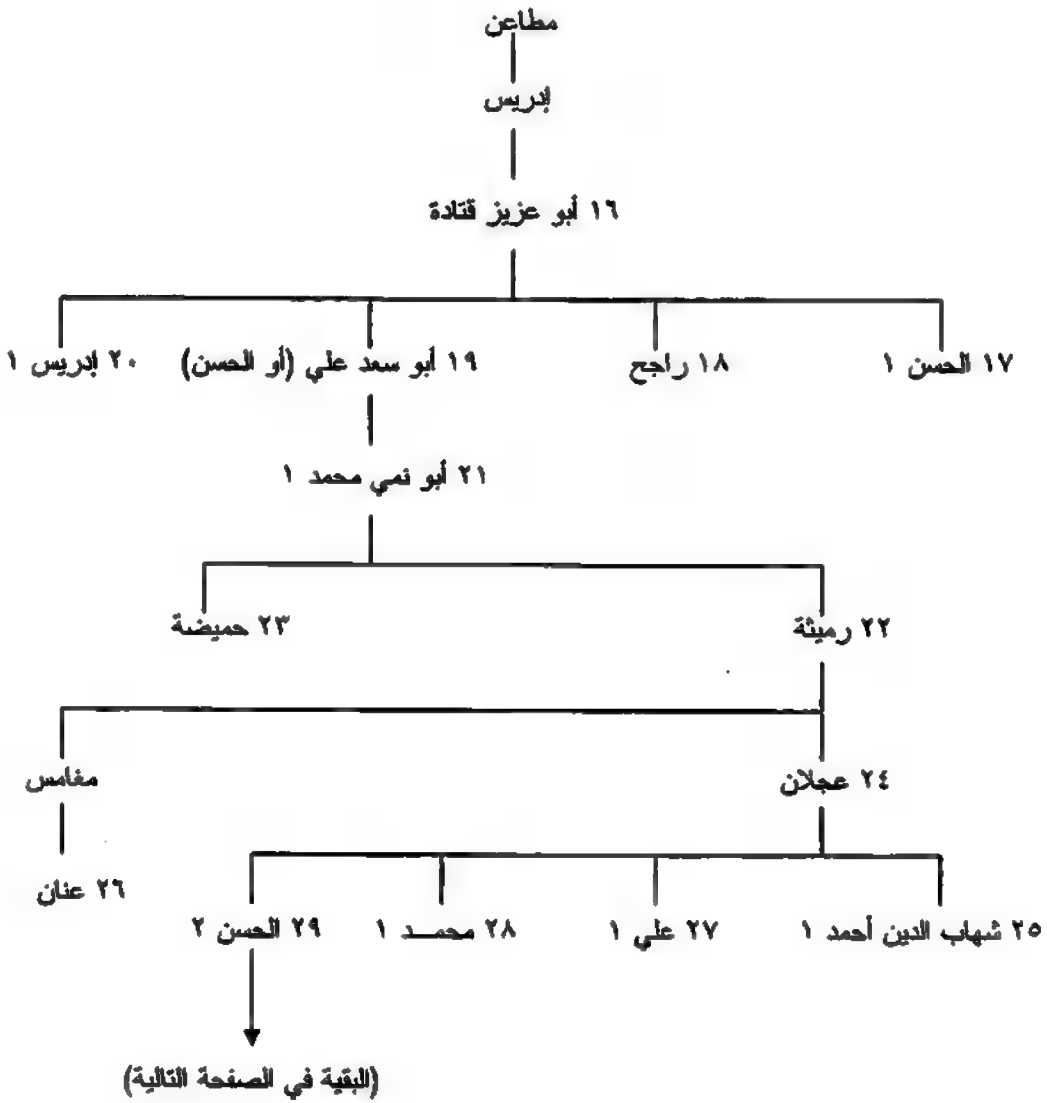 مطاعن
إدريس
١٦ أبو عزيز قتادة
١٧ الحسن ١
١٨ راجح
١٩ أبو سعد علي (أو الحسن)
٢٠ إدريس ١
٢١ أبو نمي محمد ١
٢٢ رميثة
٢٣ حميضة
٢٤ عجلان
مغامس
٢٥ شهاب الدين أحمد ١
٢٧ علي ١
٢٨ محمــد ١
٢٩ الحسن ٢
٢٦ عنان
(البقية في الصفحة التالية)